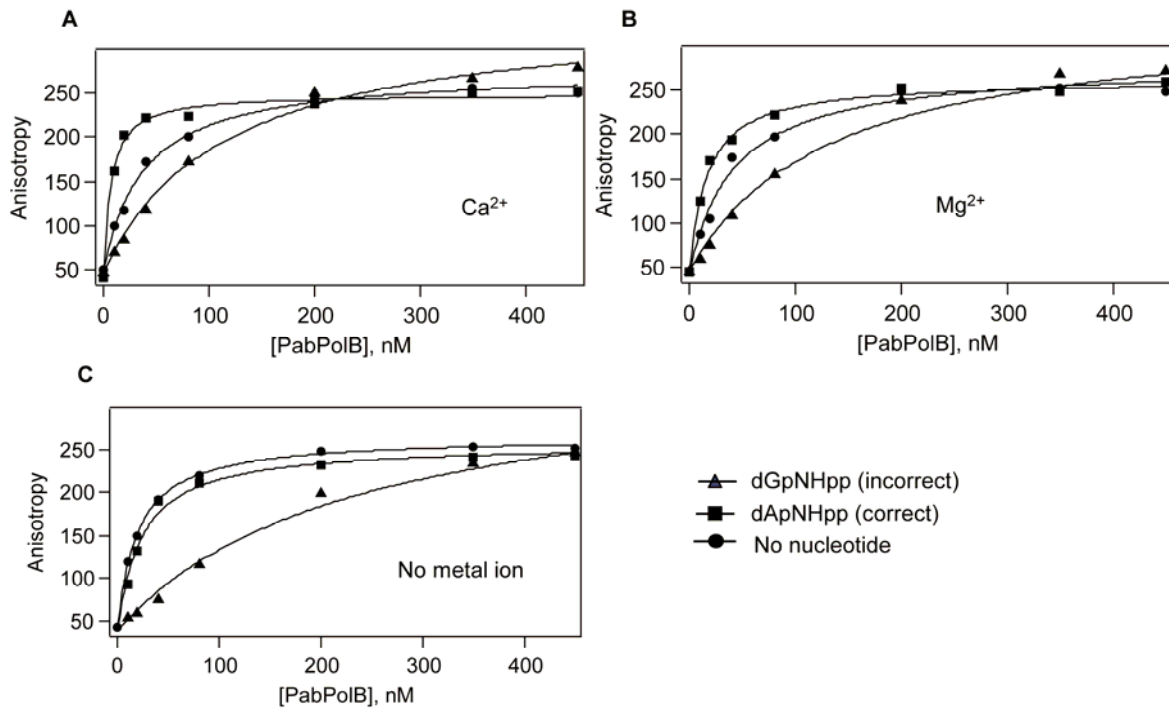 A
250
200
150
100
50
Anisotropy
Ca²⁺
0 100 200 300 400
[PabPolB], nM
B
250
200
150
100
50
Anisotropy
Mg²⁺
0 100 200 300 400
[PabPolB], nM
C
250
200
150
100
50
Anisotropy
No metal ion
0 100 200 300 400
[PabPolB], nM
dGpNHpp (incorrect)
dApNHpp (correct)
No nucleotide